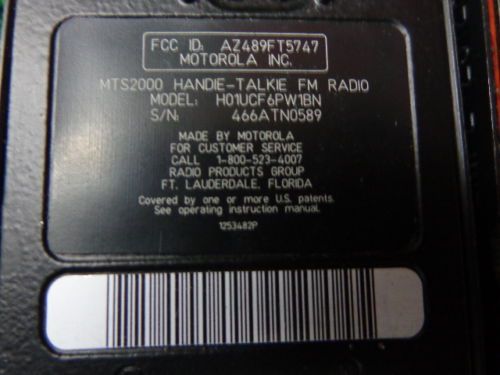 FCC ID: AZ489FT5747
MOTOROLA INC.
MTS2000 HANDIE-TALKIE FM RADIO
MODEL: H01UCF6PW1BN
S/N: 466ATN0589
MADE BY MOTOROLA
FOR CUSTOMER SERVICE
CALL 1-800-523-4007
RADIO PRODUCTS GROUP
FT. LAUDERDALE, FLORIDA
Covered by one or more U.S. patents.
See operating instruction manual.
1253482P